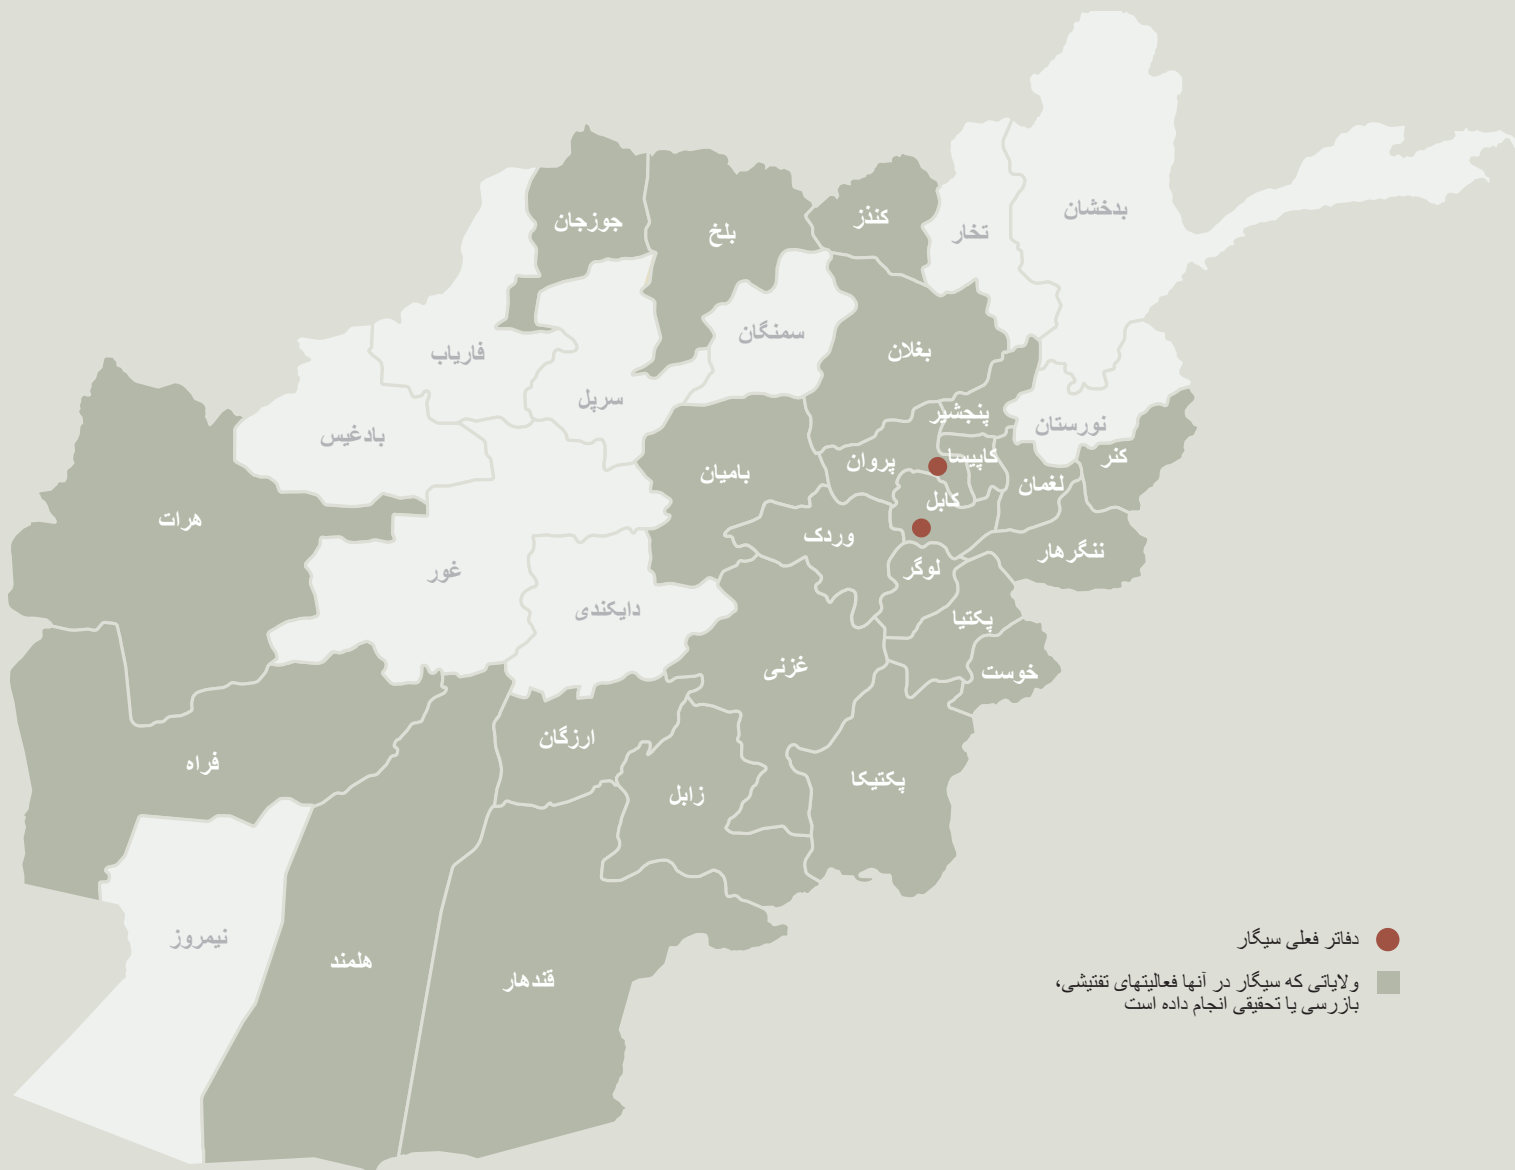 بدخشان
جوزجان
کندز
بلخ
تخار
سمنگان
فاریاب
بغلان
سرپل
پنجشیر
نورستان
بادغیس
کاپیسا
کنر
پروان
بامیان
لغمان
کابل
هرات
وردک
ننگرهار
لوگر
غور
دایکندی
پکتیا
غزنی
خوست
ارزگان
فراه
پکتیکا
زابل
نیمروز
هلمند
قندهار
دفاتر فعلی سیگار
ولایاتی که سیگار در آنها فعالیتهای تفتیشی،
بازرسی یا تحقیقی انجام داده است